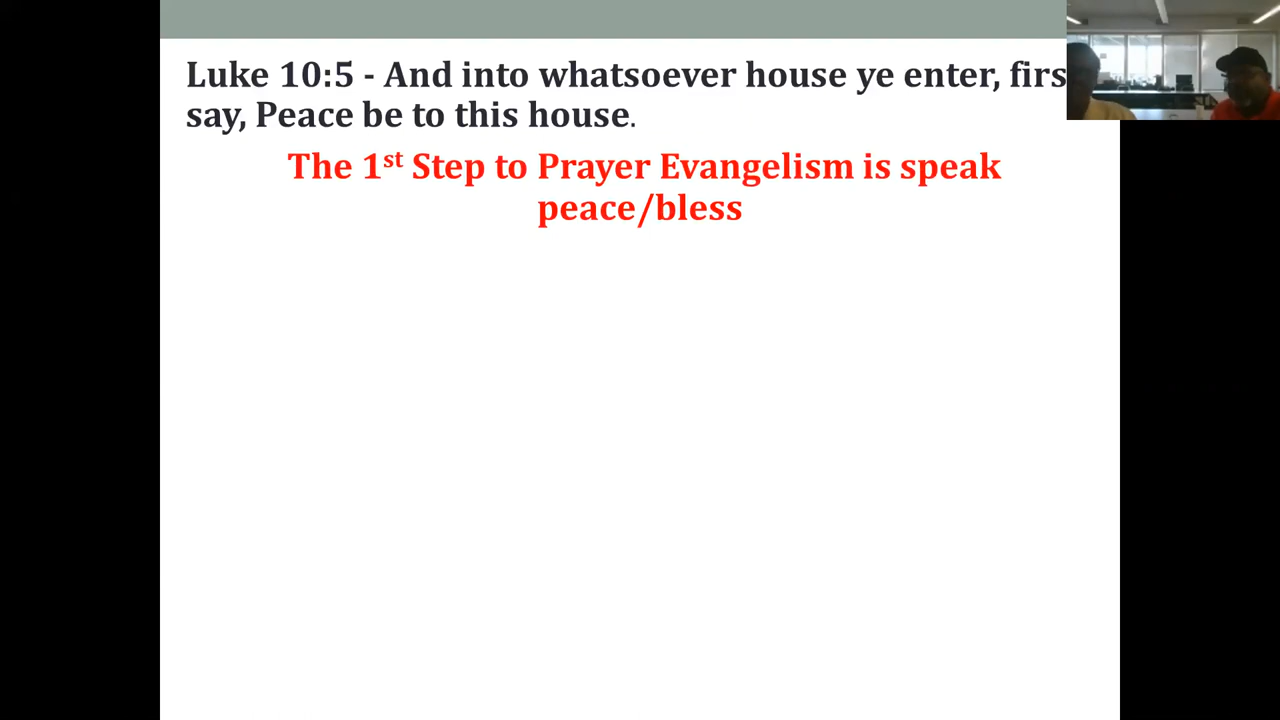 Luke 10:5 - And into whatsoever house ye enter, firs
say, Peace be to this house.
The 1st Step to Prayer Evangelism is speak
peace/bless